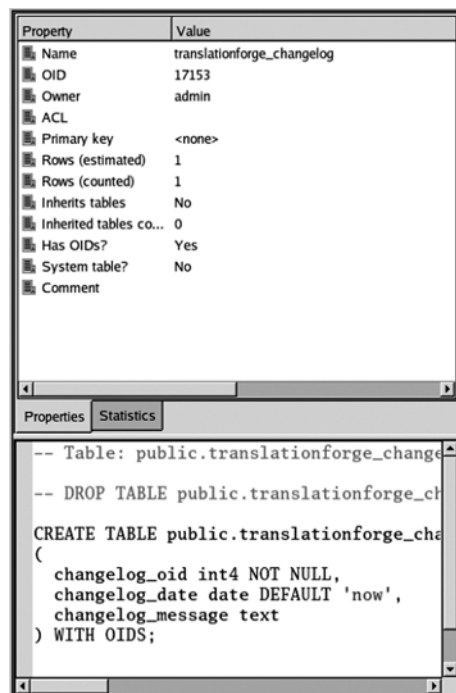 Property Value
Name translationforge_changelog
OID 17153
Owner admin
ACL
Primary key <none>
Rows (estimated) 1
Rows (counted) 1
Inherits tables No
Inherited tables co... 0
Has OIDs? Yes
System table? No
Comment
Properties Statistics
-- Table: public.translationforge_change
-- DROP TABLE public.translationforge_ch
CREATE TABLE public.translationforge_cha
(
changelog_oid int4 NOT NULL,
changelog_date date DEFAULT 'now',
changelog_message text
) WITH OIDS;